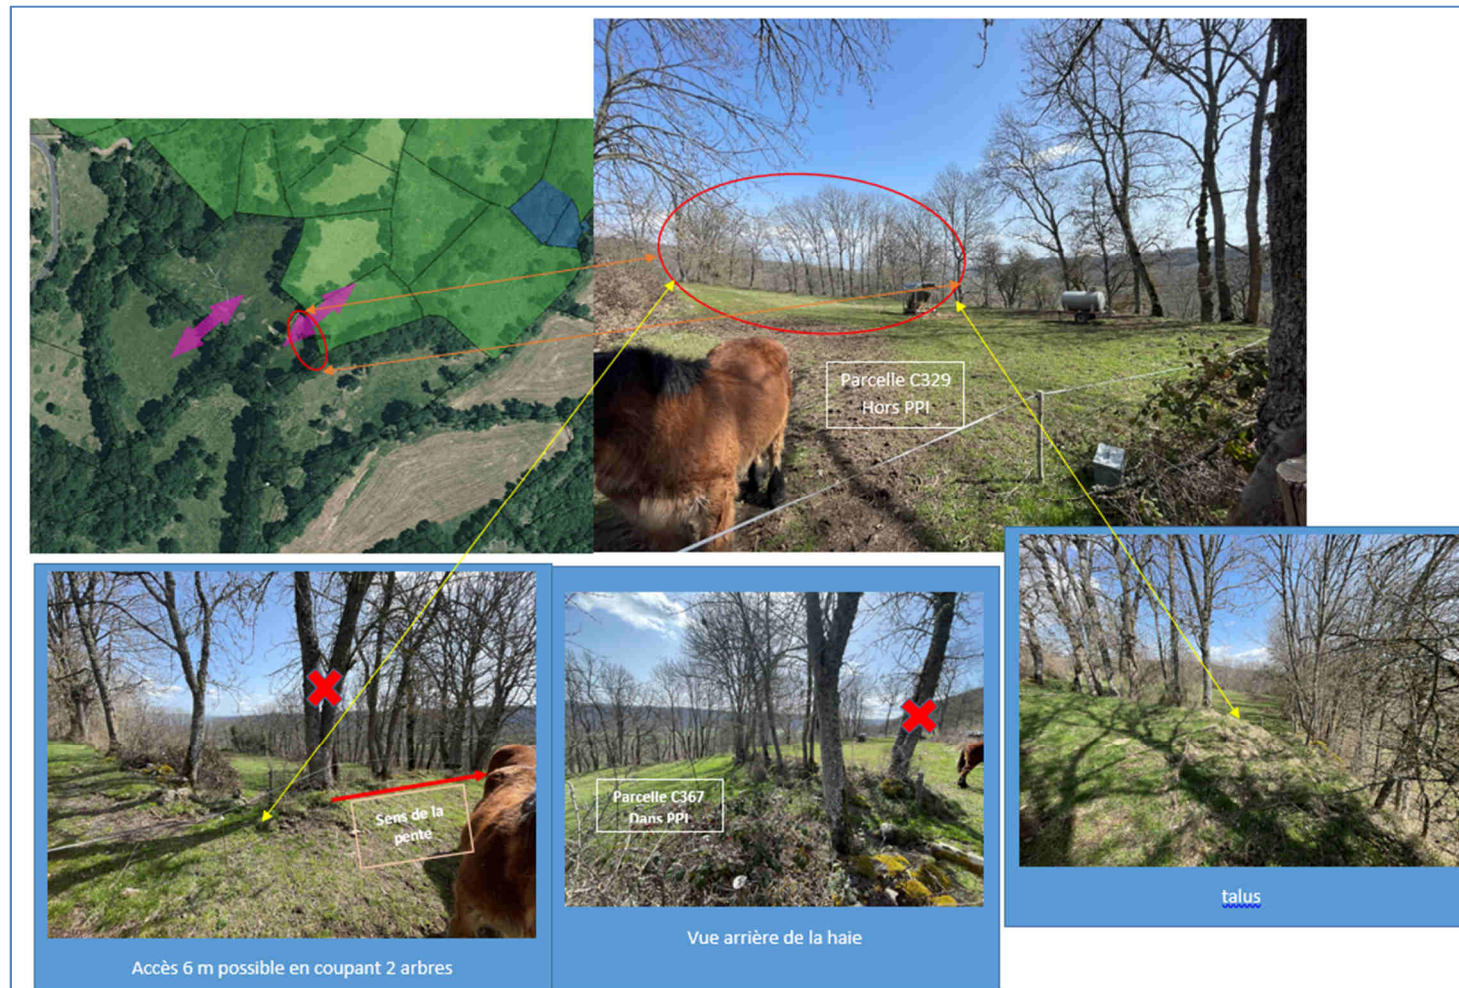 Parcelle C329
Hors PPI
Sens de la
pente
Parcelle C367
Dans PPI
Accès 6 m possible en coupant 2 arbres
Vue arrière de la haie
talus